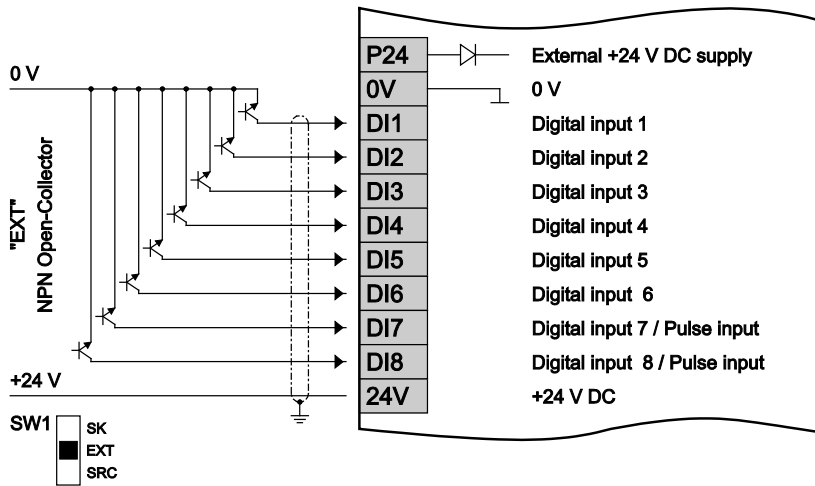 P24 External +24 V DC supply
0 V 0V 0 V
DI1 Digital input 1
DI2 Digital input 2
DI3 Digital input 3
DI4 Digital input 4
"EXT"
NPN Open-Collector
DI5 Digital input 5
DI6 Digital input 6
DI7 Digital input 7 / Pulse input
DI8 Digital input 8 / Pulse input
+24 V 24V +24 V DC
SW1 SK
EXT
SRC